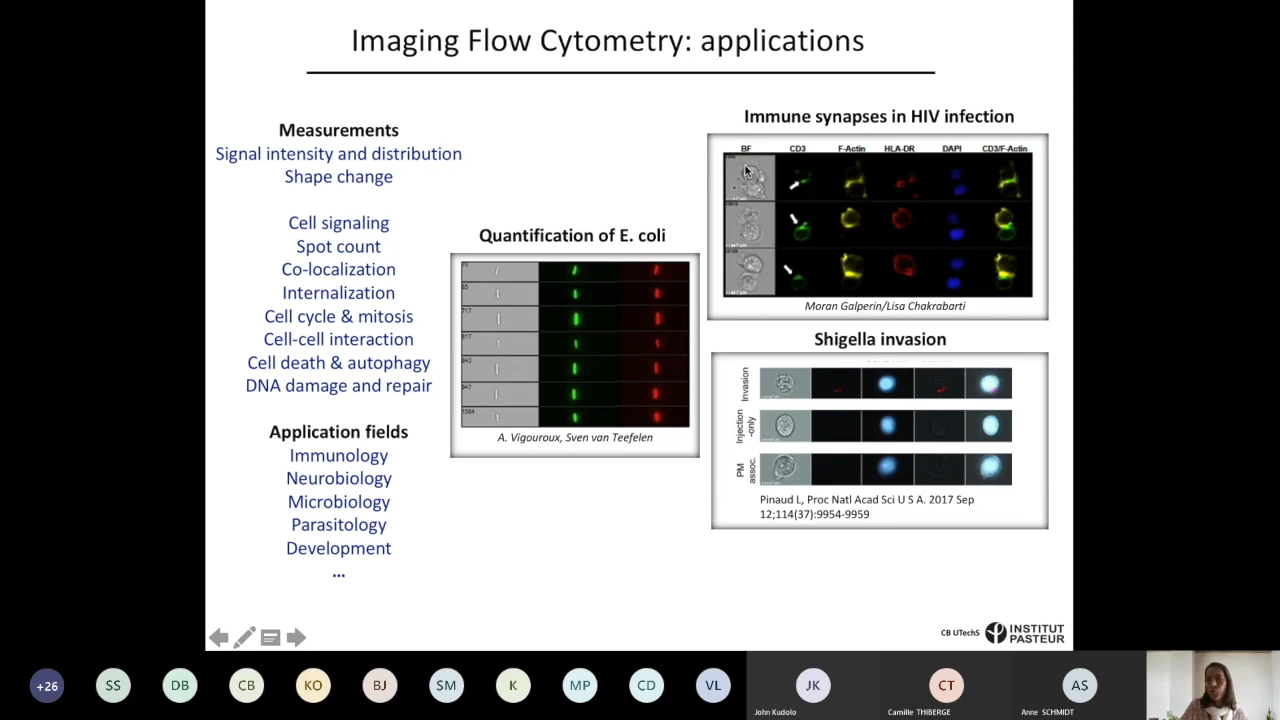 Imaging Flow Cytometry: applications
Measurements
Signal intensity and distribution
Shape change
Cell signaling
Spot count
Co-localization
Internalization
Cell cycle & mitosis
Cell-cell interaction
Cell death & autophagy
DNA damage and repair
Application fields
Immunology
Neurobiology
Microbiology
Parasitology
Development
...
Quantification of E. coli
717
617
943
947
1084
A. Vigouroux, Sven van Teefelen
Immune synapses in HIV infection
BF CD3 F-Actin HLA-DR DAPI CD3/F-Actin
Moran Galperin/Lisa Chakrabarti
Shigella invasion
Invasion
Injection
-only
PM
assoc.
Pinaud L, Proc Natl Acad Sci U S A. 2017 Sep
12;114(37):9954-9959
CB UTechS INSTITUT
PASTEUR
+26 SS DB CB KO BJ SM K MP CD VL JK CT AS
John Kudolo Camille THIBERGE Anne SCHMIDT